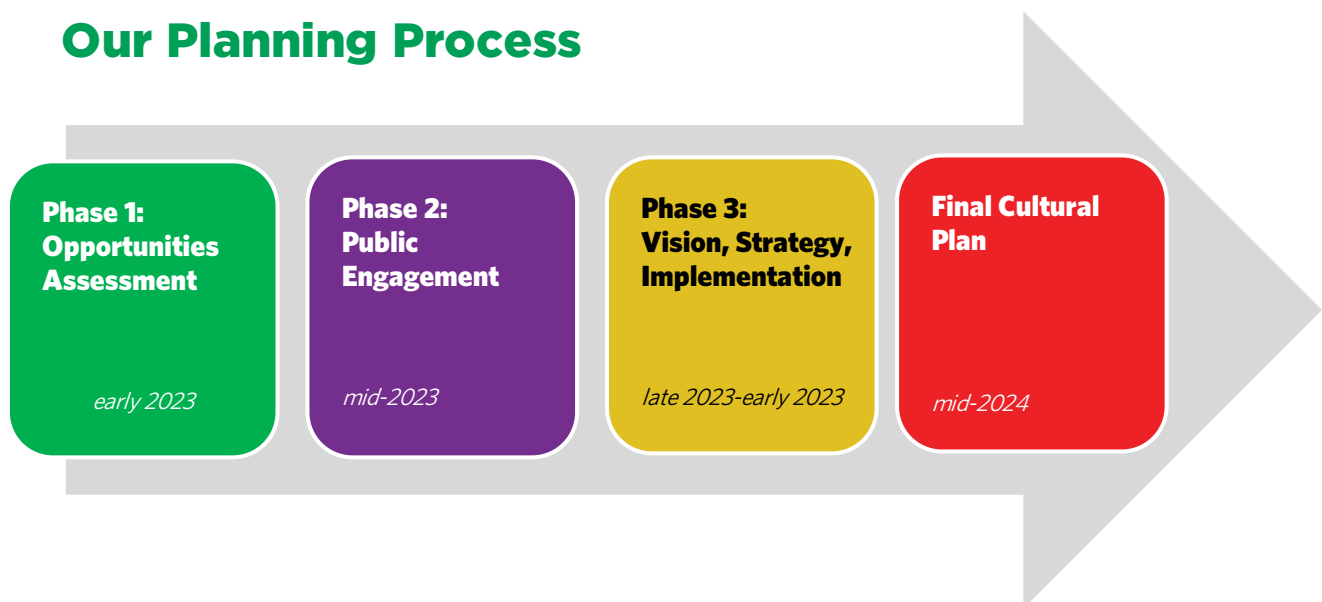 Our Planning Process
Phase 1:
Opportunities
Assessment
early 2023
Phase 2:
Public
Engagement
mid-2023
Phase 3:
Vision, Strategy,
Implementation
late 2023-early 2023
Final Cultural
Plan
mid-2024